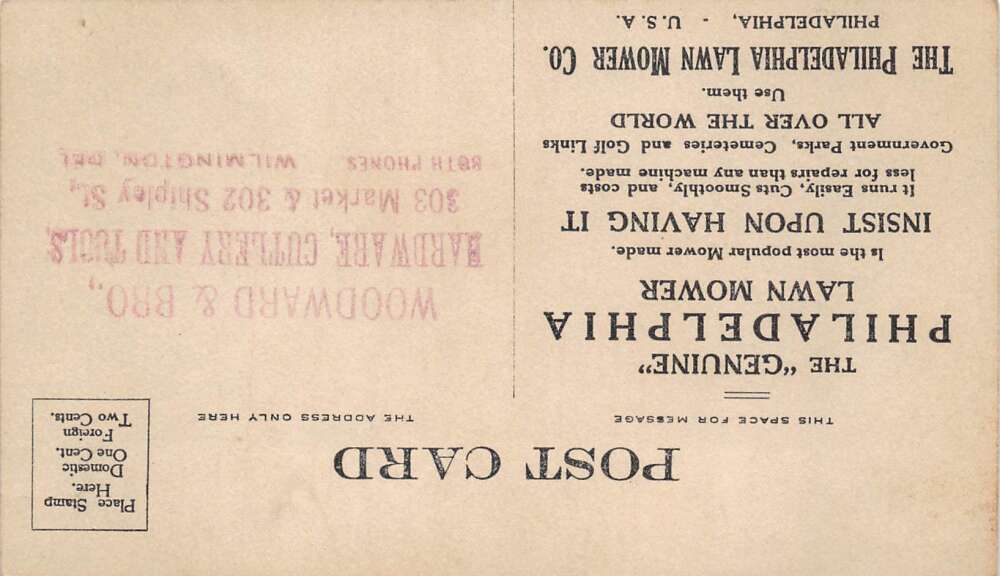 POST CARD
THIS SPACE FOR MESSAGE
THE ADDRESS ONLY HERE
THE "GENUINE"
PHILADELPHIA
LAWN MOWER
Is the most popular Mower made.
INSIST UPON HAVING IT
It runs Easily, Cuts Smoothly, and costs
less for repairs than any machine made.
Government Parks, Cemeteries and Golf Links
ALL OVER THE WORLD
Use them.
THE PHILADELPHIA LAWN MOWER CO.
PHILADELPHIA, - U. S. A.
Place Stamp
Here.
Domestic
One Cent.
Foreign
Two Cents.
WOODWARD & BRO.,
HARDWARE, CUTLERY AND TOOLS,
303 Market & 302 Shipley St.,
BOTH PHONES WILMINGTON, DEL